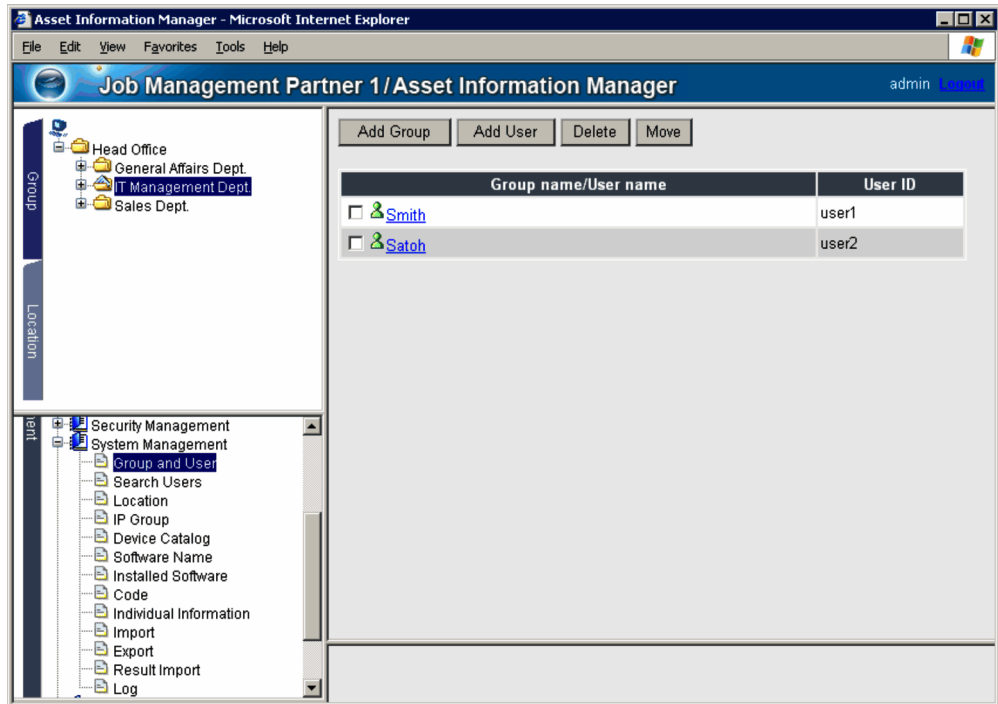 Asset Information Manager - Microsoft Internet Explorer
File Edit View Favorites Tools Help
Job Management Partner 1/Asset Information Manager
admin Logout
Group
Location
Head Office
General Affairs Dept.
IT Management Dept.
Sales Dept.
Add Group Add User Delete Move
Group name/User name User ID
Smith user1
Satoh user2
ent
Security Management
System Management
Group and User
Search Users
Location
IP Group
Device Catalog
Software Name
Installed Software
Code
Individual Information
Import
Export
Result Import
Log